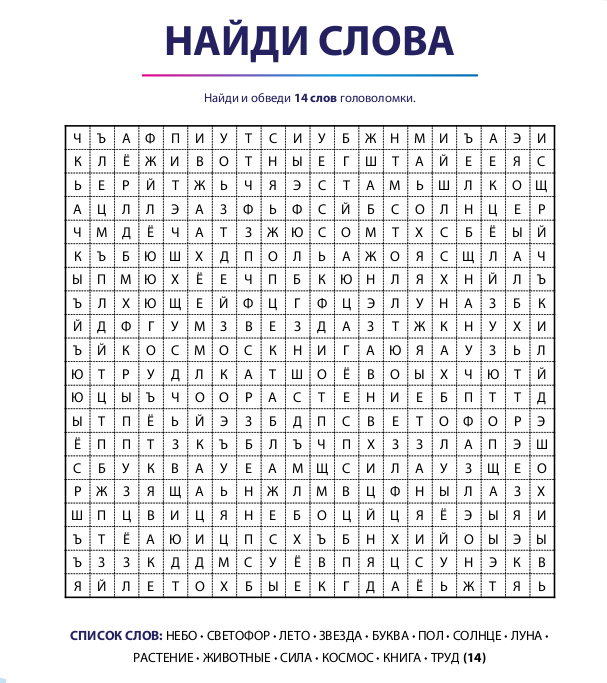 НАЙДИ СЛОВА
Найди и обведи 14 слов головоломки.
Ч Ъ А Ф П И У Т С И У Б Ж Н М И Ъ А Э И
К Л Ё Ж И В О Т Н Ы Е Г Ш Т А Й Е Е Я С
Ь Е Р Й Т Ж Ь Ч Я Э С Т А М Ь Ш Л К О Щ
А Ц Л Л Э А З Ф Ь Ф С Й Б С О Л Н Ц Е Р
Ч М Д Ё Ч А Т З Ж Ю С О М Т Х С Б Ё Ы Й
К Ъ Б Ю Ш Х Д П О Л Ь А Ж О Я С Щ Л А Ч
Ы П М Ю Х Ё Е Ч П Б К Ю Н Л Я Х Н Й Л Ъ
Ъ Л Х Ю Щ Е Й Ф Ц Г Ф Ц Э Л У Н А З Б К
Й Д Ф Г У М З В Е З Д А З Т Ж К Н У Х И
Ъ Й К О С М О С К Н И Г А Ю Я А У З Ь Л
Ю Т Р У Д Л К А Т Ш О Ё В О Ы Х Ч Ю Т Й
Ю Ц Ы Ъ Ч О О Р А С Т Е Н И Е Б П Т Т Д
Ы Т П Ё Ь Й Э З Б Д П С В Е Т О Ф О Р Э
Ё П П Т З К Ъ Б Л Ъ Ч П Х З З Л А П Э Ш
С Б У К В А У Е А М Щ С И Л А У З Щ Е О
Р Ж З Я Щ А Ь Н Ж Л М В Ц Ф Н Ы Л А З Х
Ш П Ц В И Ц Я Н Е Б О Ц Й Ц Я Ё Э Ы Я И
Ъ Т Ё А Ю И Ц П С Х Ъ Б Н Х И Й О Ы Э Ы
Ъ З З К Д Д М С У Ё В П Я Ц С У Н Э К В
Я Й Л Е Т О Х Б Ы Е К Г Д А Ё Ь Ж Т Я Ь
СПИСОК СЛОВ: НЕБО • СВЕТОФОР • ЛЕТО • ЗВЕЗДА • БУКВА • ПОЛ • СОЛНЦЕ • ЛУНА •
РАСТЕНИЕ • ЖИВОТНЫЕ • СИЛА • КОСМОС • КНИГА • ТРУД (14)